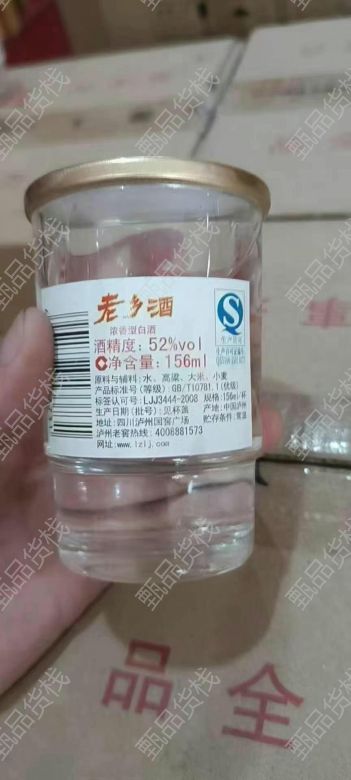 老乡酒
浓香型白酒
酒精度：52%vol
净含量：156ml
原料与辅料：水、高粱、大米、小麦
产品标准号（等级）：GB/T10781.1(优级)
标签认可号：LJJ3444-2008 规格:156ml/杯
生产日期（批号）：见杯盖 产地:中国泸州
地址：四川泸州国窖广场 贮存条件：常温
泸州老窖热线：4006881573
网址：www.lzlj.com
生产许可
品
全
甄品货栈